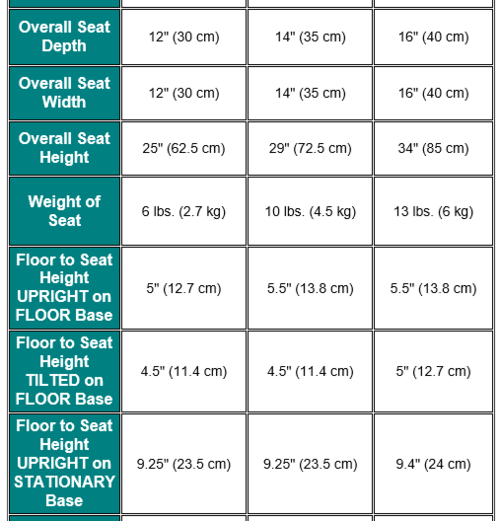 Overall Seat
Depth
12" (30 cm)
14" (35 cm)
16" (40 cm)
Overall Seat
Width
12" (30 cm)
14" (35 cm)
16" (40 cm)
Overall Seat
Height
25" (62.5 cm)
29" (72.5 cm)
34" (85 cm)
Weight of
Seat
6 lbs. (2.7 kg)
10 lbs. (4.5 kg)
13 lbs. (6 kg)
Floor to Seat
Height
UPRIGHT on
FLOOR Base
5" (12.7 cm)
5.5" (13.8 cm)
5.5" (13.8 cm)
Floor to Seat
Height
TILTED on
FLOOR Base
4.5" (11.4 cm)
4.5" (11.4 cm)
5" (12.7 cm)
Floor to Seat
Height
UPRIGHT on
STATIONARY
Base
9.25" (23.5 cm)
9.25" (23.5 cm)
9.4" (24 cm)